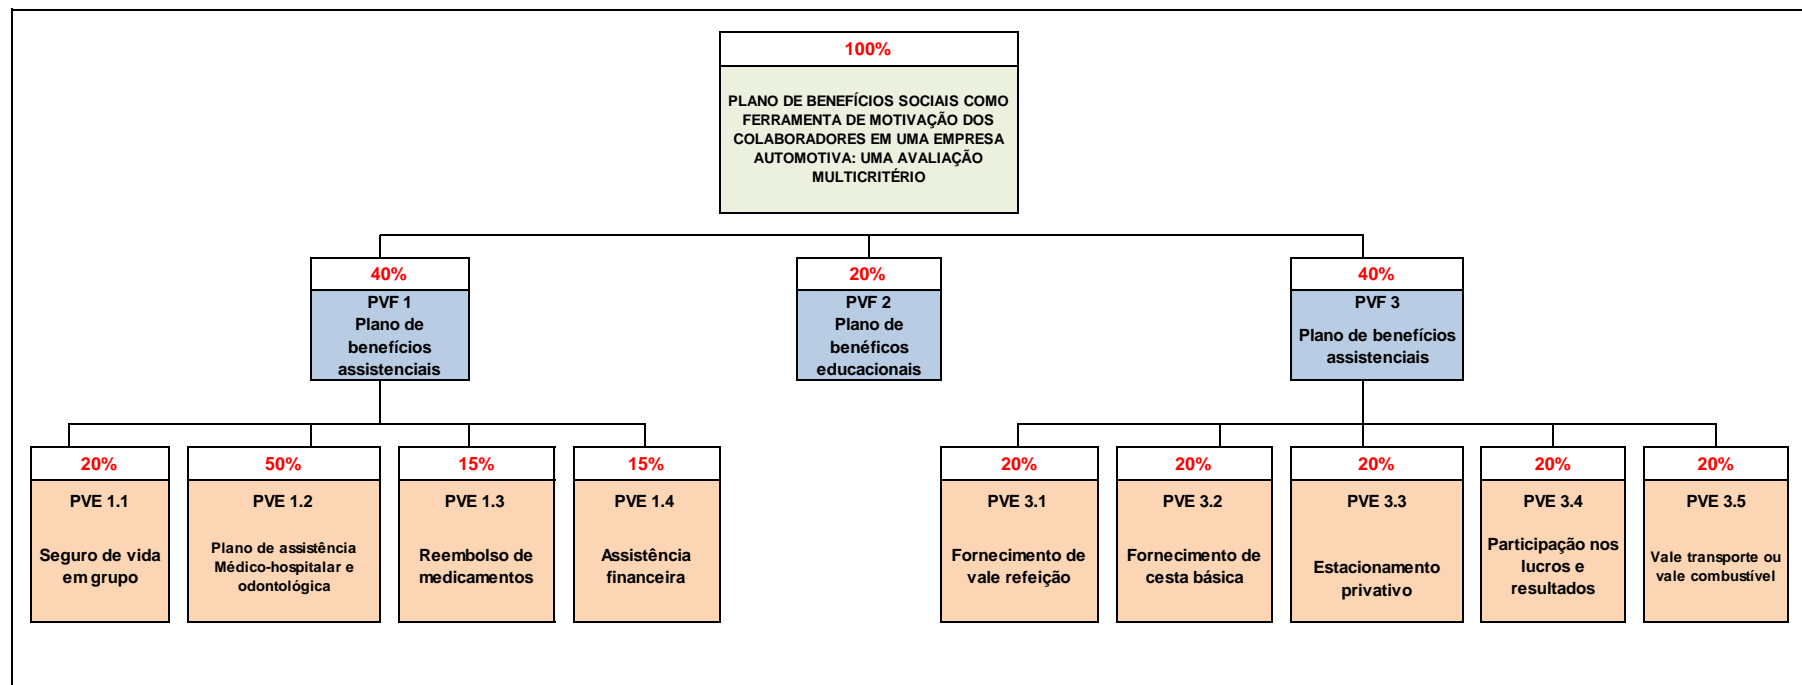 100%
PLANO DE BENEFÍCIOS SOCIAIS COMO
FERRAMENTA DE MOTIVAÇÃO DOS
COLABORADORES EM UMA EMPRESA
AUTOMOTIVA: UMA AVALIAÇÃO
MULTICRITÉRIO
40%
PVF 1
Plano de
benefícios
assistenciais
20%
PVF 2
Plano de
benéficos
educacionais
40%
PVF 3
Plano de benefícios
assistenciais
20%
PVE 1.1
Seguro de vida
em grupo
50%
PVE 1.2
Plano de assistência
Médico-hospitalar e
odontológica
15%
PVE 1.3
Reembolso de
medicamentos
15%
PVE 1.4
Assistência
financeira
20%
PVE 3.1
Fornecimento de
vale refeição
20%
PVE 3.2
Fornecimento de
cesta básica
20%
PVE 3.3
Estacionamento
privativo
20%
PVE 3.4
Participação nos
lucros e
resultados
20%
PVE 3.5
Vale transporte ou
vale combustível